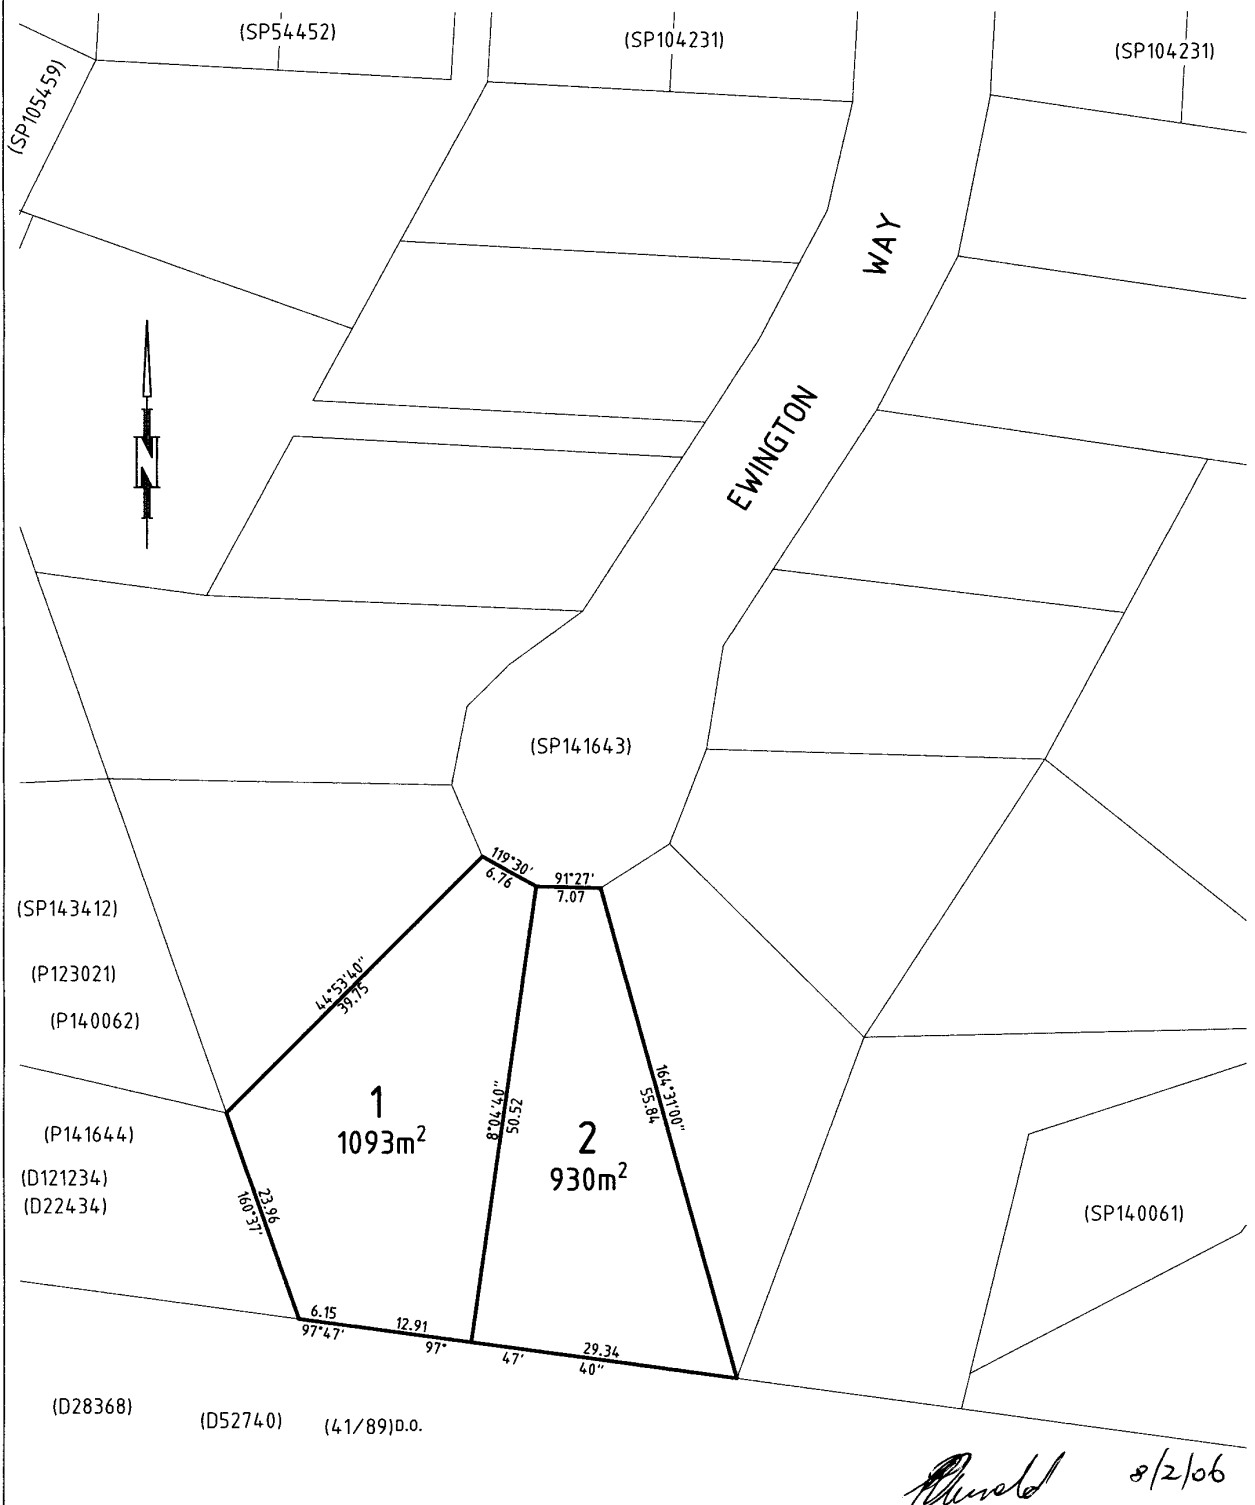 (SP54452)
(SP104231)
(SP104231)
(SP105459)
WAY
EWINGTON
N
(SP141643)
119°30'
6.76
91°27'
7.07
(SP143412)
(P123021)
(P140062)
44°53'40"
39.75
1
1093m²
8°04'40"
50.52
2
930m²
164°31'00"
55.84
(P141644)
(D121234)
(D22434)
23.96
160°37'
(SP140061)
6.15
97°47'
12.91
97°
47'
29.34
40"
(D28368)
(D52740)
(41/89)D.O.
8/2/06